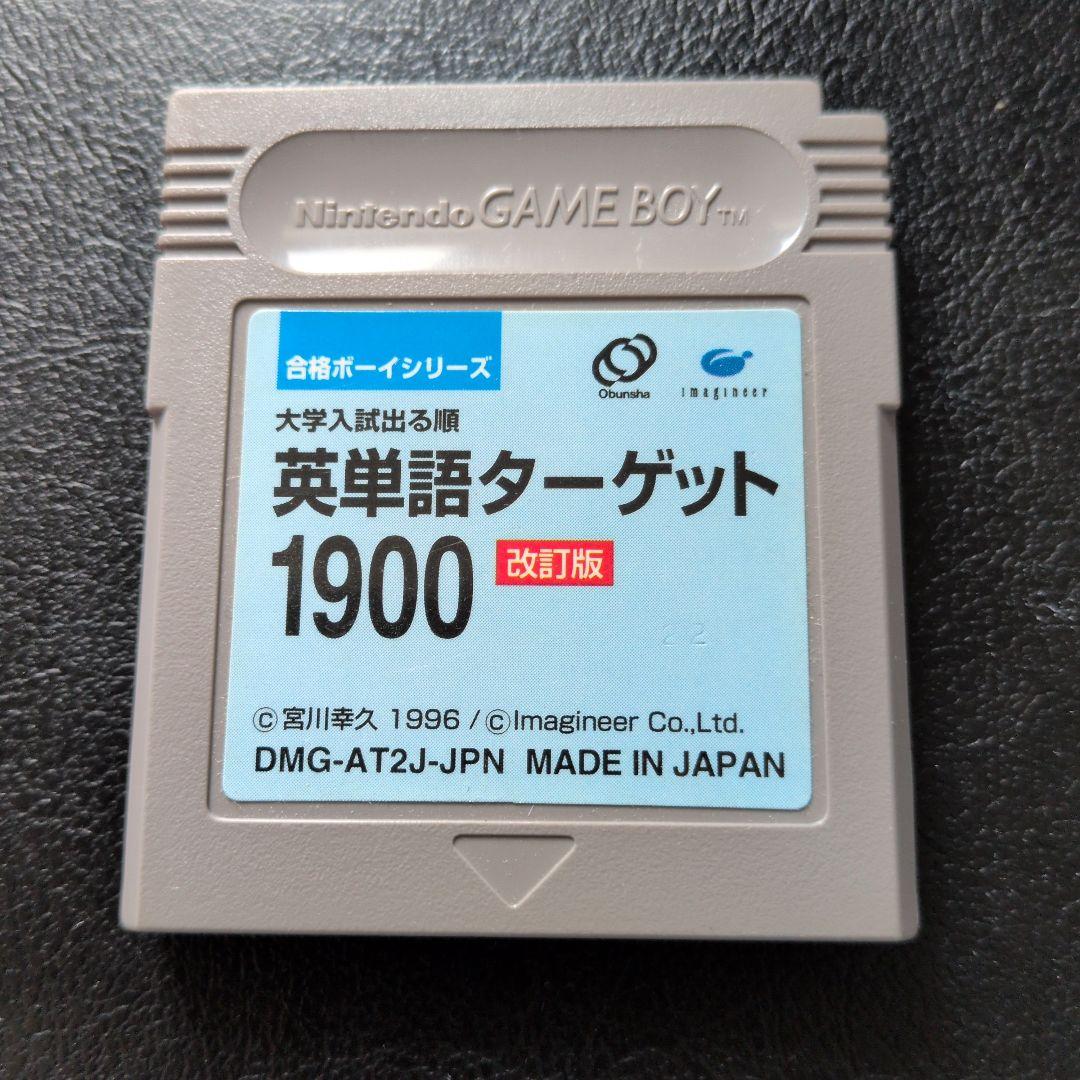 Nintendo GAME BOY TM
合格ボーイシリーズ
Obunsha
imagineer
大学入試出る順
英単語ターゲット
1900
改訂版
22
©宮川幸久 1996 / ©Imagineer Co.,Ltd.
DMG-AT2J-JPN MADE IN JAPAN